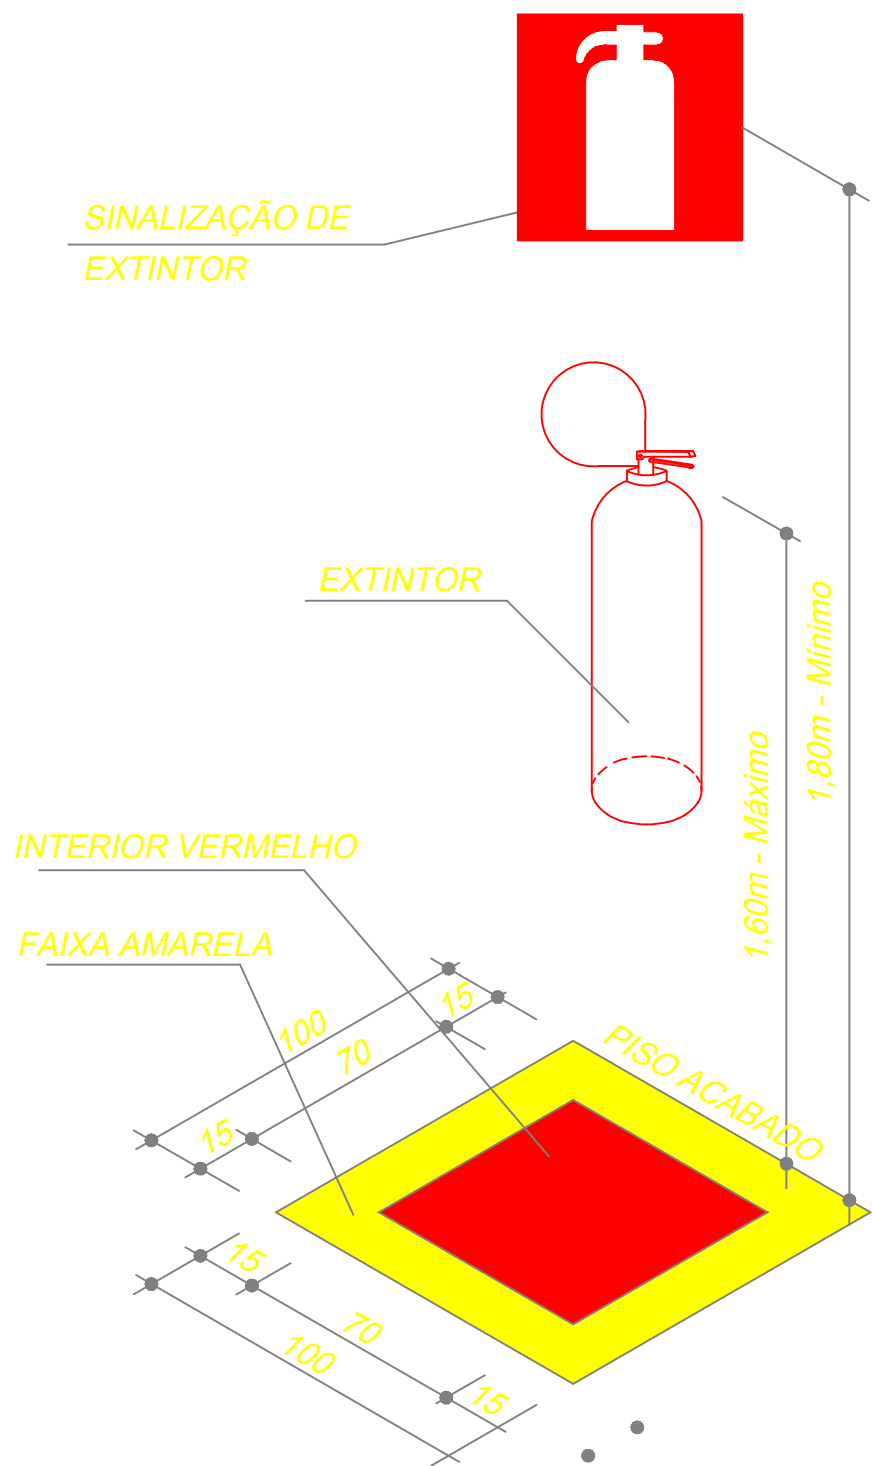 SINALIZAÇÃO DE
EXTINTOR
EXTINTOR
1,80m - Mínimo
1,60m - Máximo
INTERIOR VERMELHO
FAIXA AMARELA
15
100
70
15
PISO ACABADO
15
70
100
15